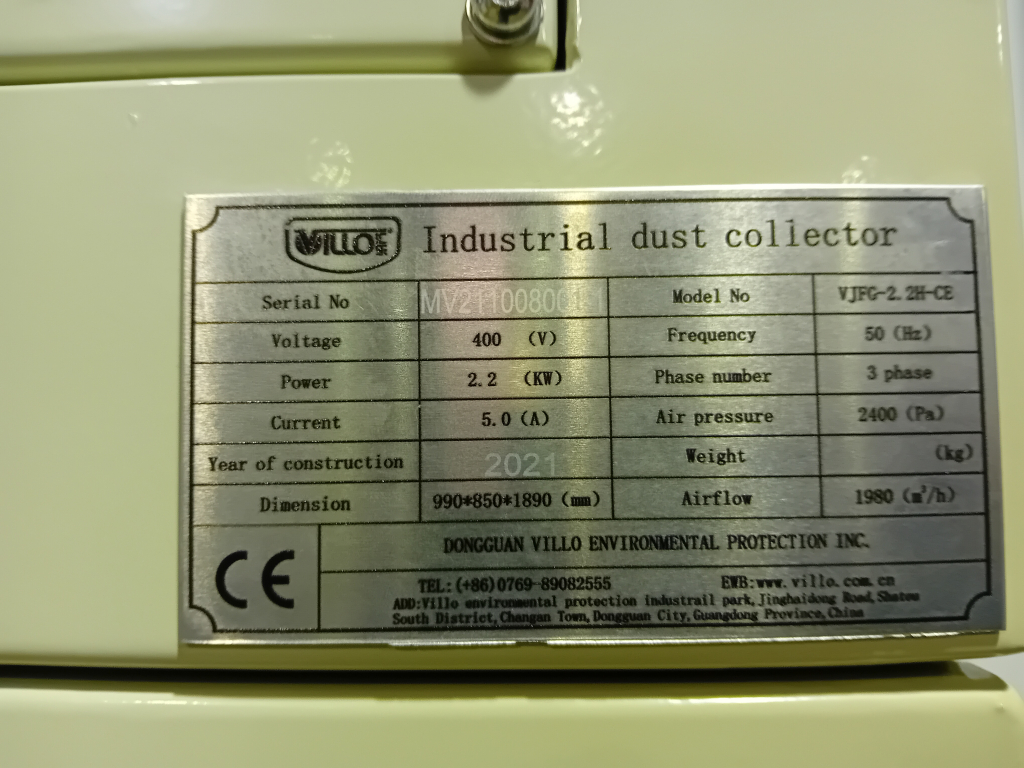 VILLO Industrial dust collector
Serial No Model No VJFG-2.2H-CE
Voltage 400 (V) Frequency 50 (Hz)
Power 2.2 (KW) Phase number 3 phase
Current 5.0 (A) Air pressure 2400 (Pa)
Year of construction 2021 Weight (kg)
Dimension 990*850*1890 (mm) Airflow 1980 (m³/h)
CE DONGGUAN VILLO ENVIRONMENTAL PROTECTION INC.
TEL:(+86)0769-89082555 EWB:www.villo.com.cn
ADD:Villo environmental protection industrail park,Jinghaidong Road,Shatou
South District,Changan Town,Dongguan City,Guangdong Province,China